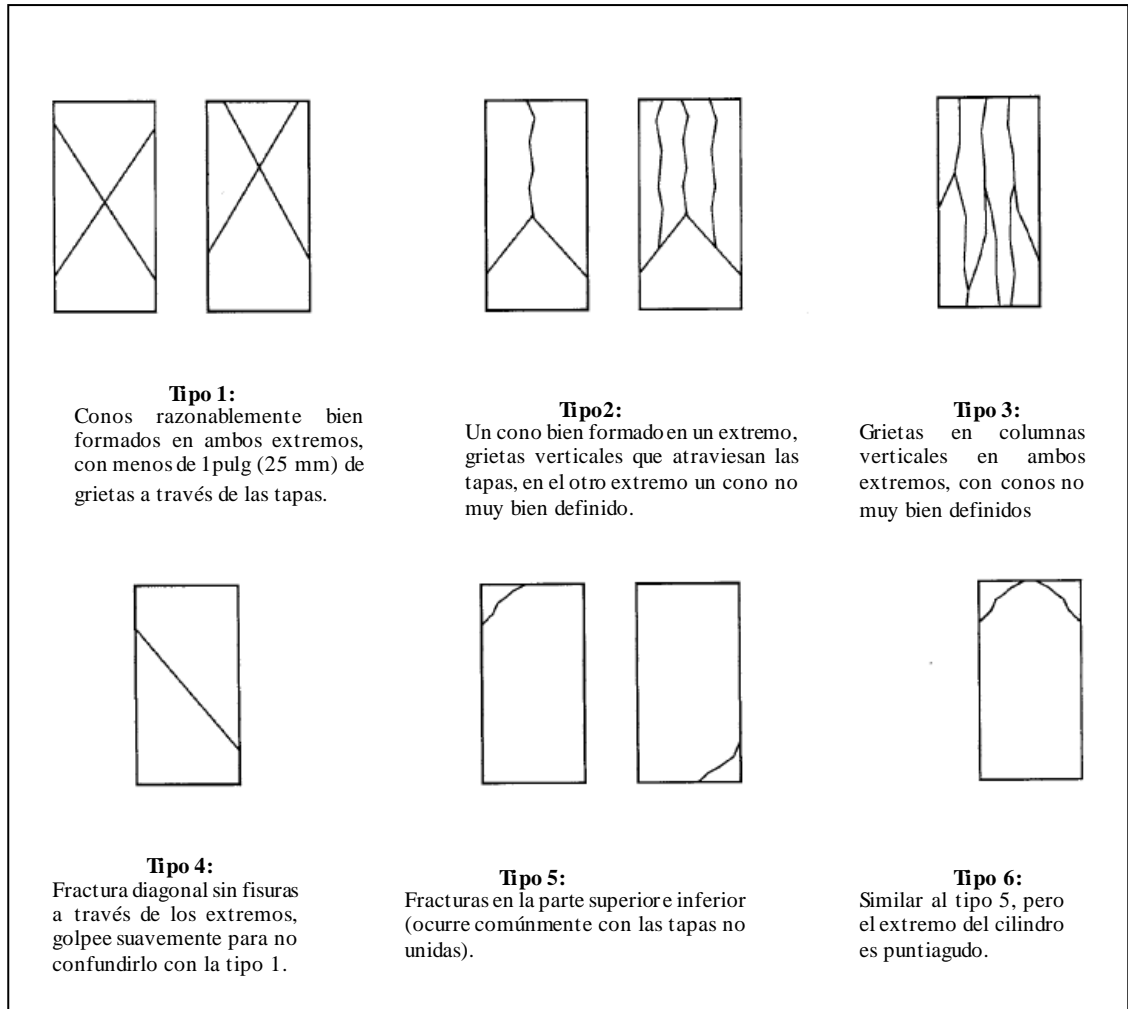 Tipo 1:
Conos razonablemente bien
formados en ambos extremos,
con menos de 1pulg (25 mm) de
grietas a través de las tapas.
Tipo2:
Un cono bien formado en un extremo,
grietas verticales que atraviesan las
tapas, en el otro extremo un cono no
muy bien definido.
Tipo 3:
Grietas en columnas
verticales en ambos
extremos, con conos no
muy bien definidos
Tipo 4:
Fractura diagonal sin fisuras
a través de los extremos,
golpee suavemente para no
confundirlo con la tipo 1.
Tipo 5:
Fracturas en la parte superior e inferior
(ocurre comúnmente con las tapas no
unidas).
Tipo 6:
Similar al tipo 5, pero
el extremo del cilindro
es puntiagudo.